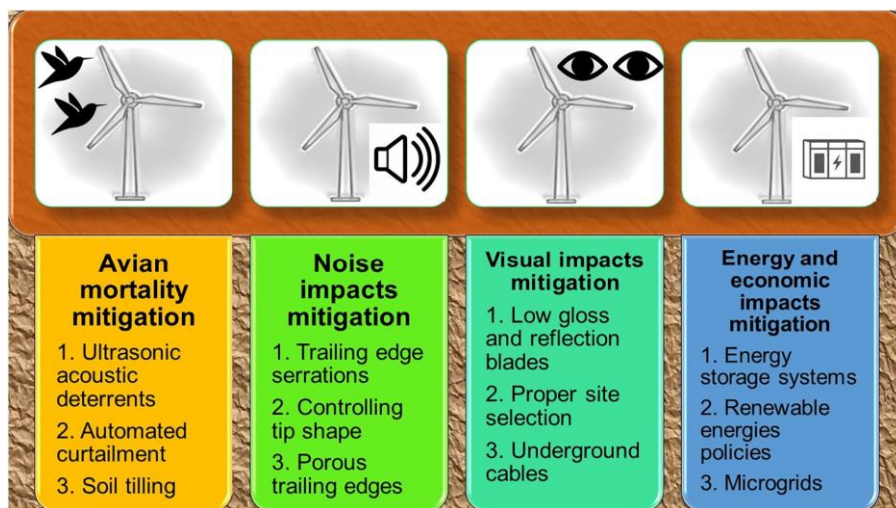 Avian
mortality
mitigation
1. Ultrasonic
acoustic
deterrents
2. Automated
curtailment
3. Soil tilling
Noise
impacts
mitigation
1. Trailing edge
serrations
2. Controlling
tip shape
3. Porous
trailing edges
Visual impacts
mitigation
1. Low gloss
and reflection
blades
2. Proper site
selection
3. Underground
cables
Energy and
economic
impacts
mitigation
1. Energy
storage systems
2. Renewable
energies
policies
3. Microgrids